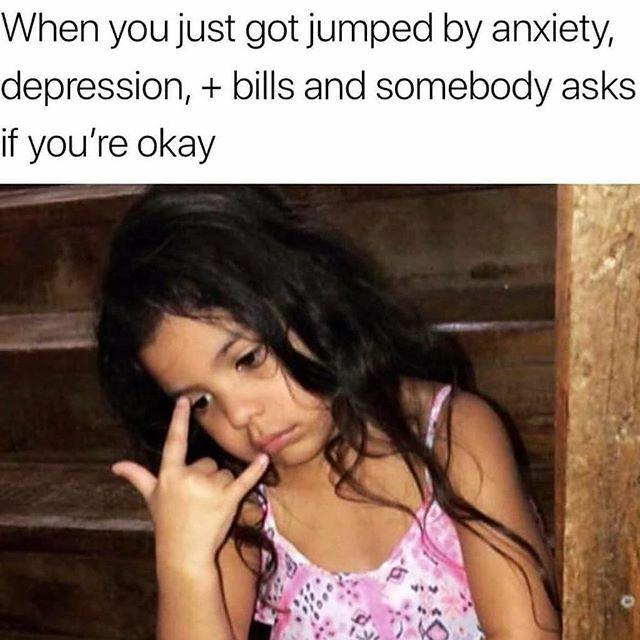 When you just got jumped by anxiety,
depression, + bills and somebody asks
if you’re okay